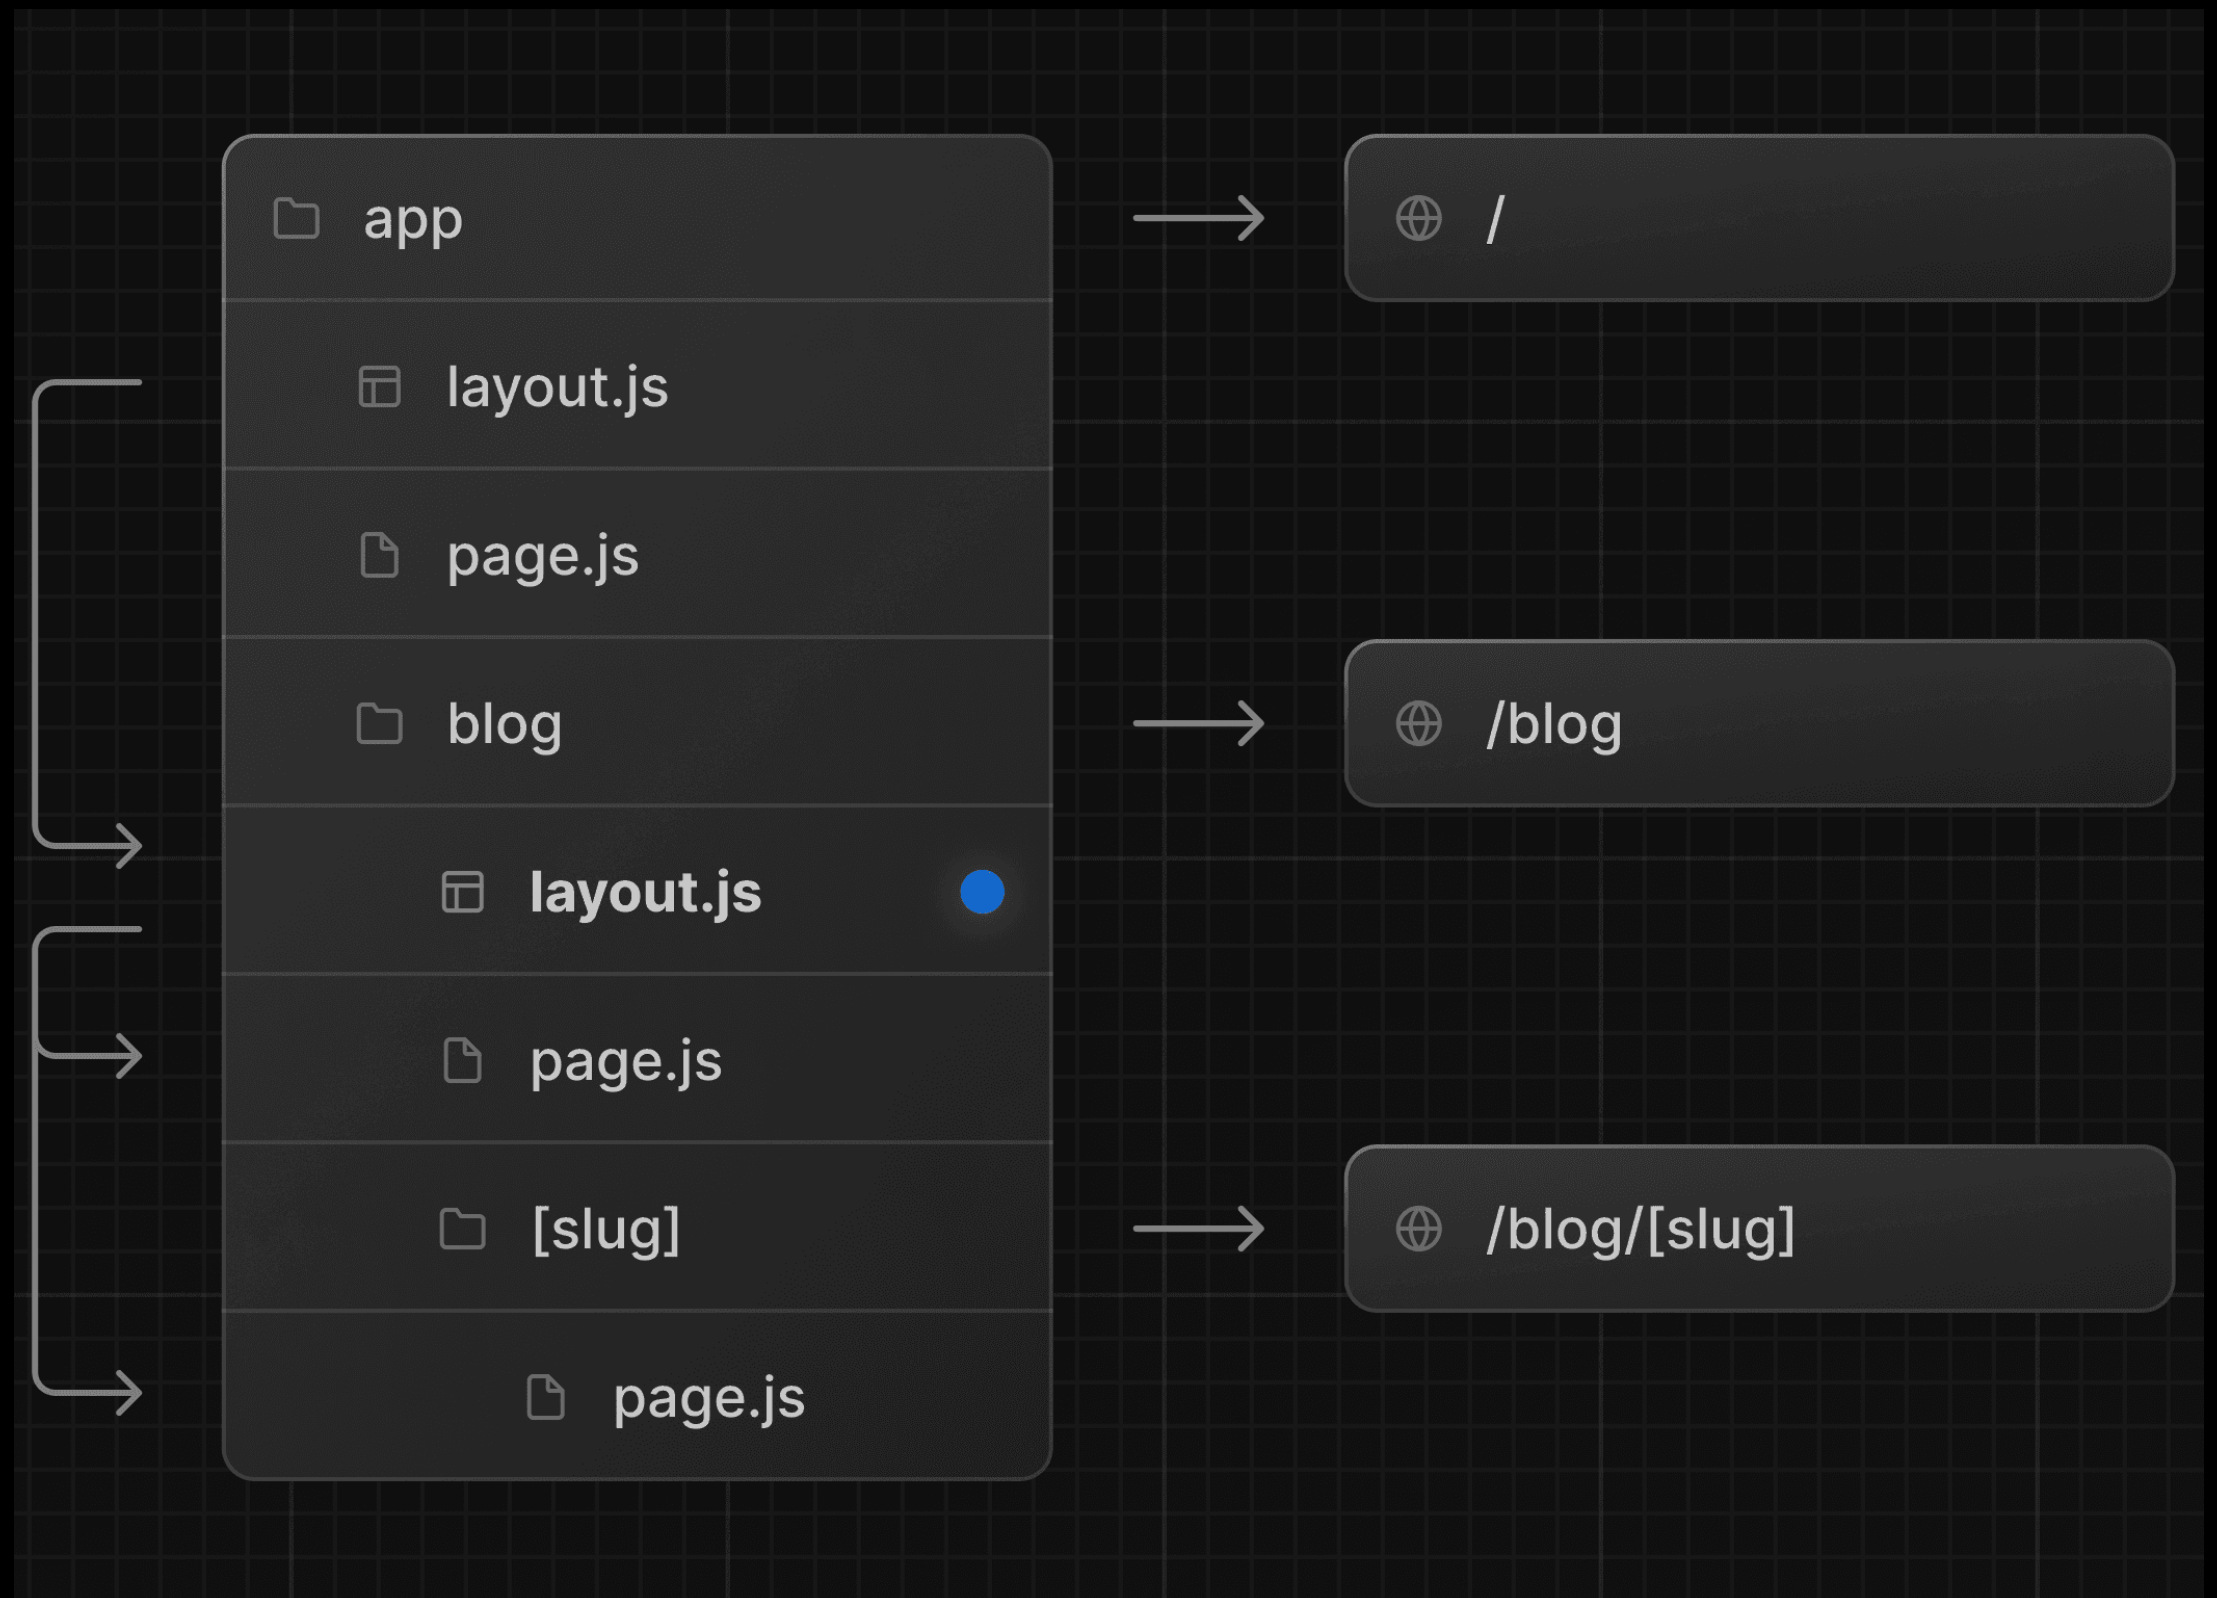 app
/
layout.js
page.js
blog
/blog
layout.js
page.js
[slug]
/blog/[slug]
page.js